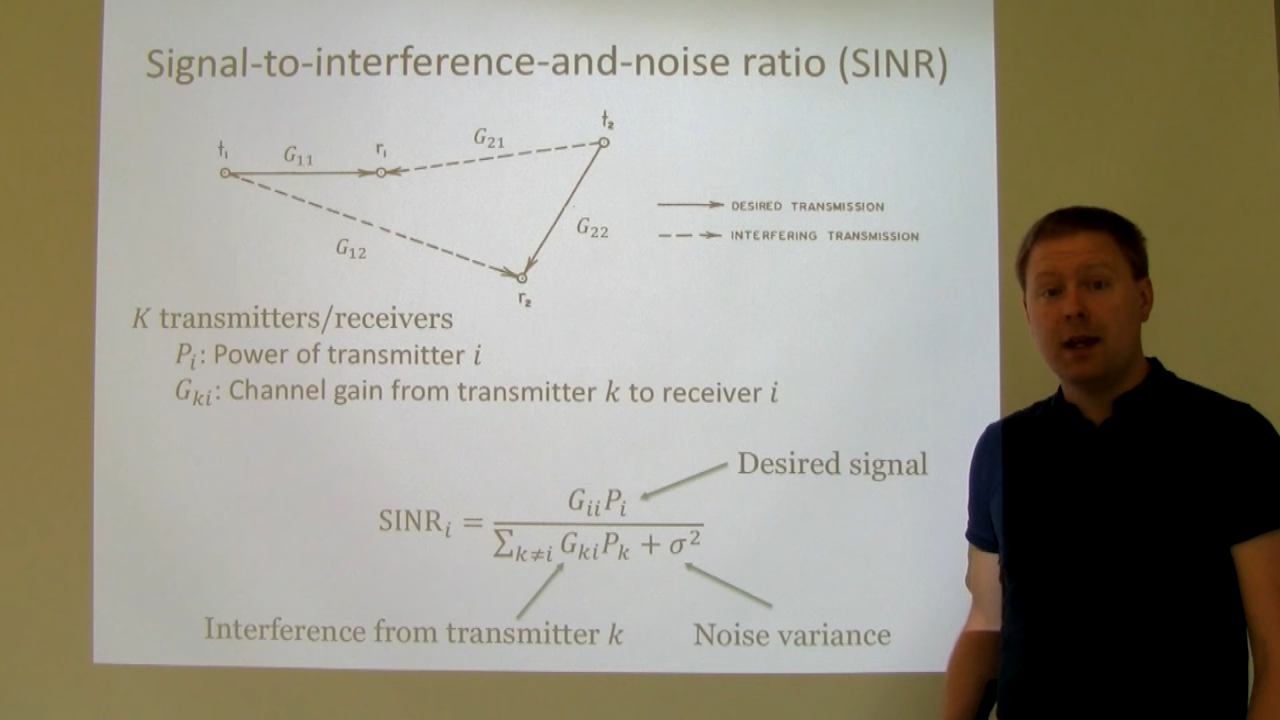 Signal-to-interference-and-noise ratio (SINR)
t₁
G₁₁
r₁
G₂₁
t₂
G₁₂
G₂₂
r₂
DESIRED TRANSMISSION
INTERFERING TRANSMISSION
K transmitters/receivers
Pᵢ: Power of transmitter i
Gₖᵢ: Channel gain from transmitter k to receiver i
Desired signal
SINRᵢ = GᵢᵢPᵢ / (∑ₖ≠ᵢ GₖᵢPₖ + σ²)
Interference from transmitter k
Noise variance